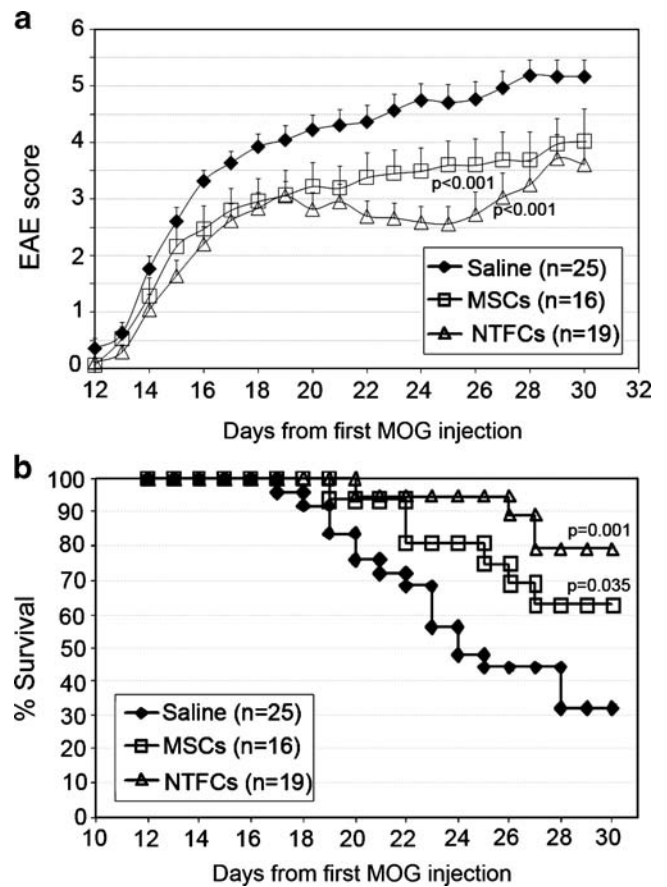 a
6
5
4
3
2
1
0
EAE score
p<0.001
p<0.001
Saline (n=25)
MSCs (n=16)
NTFCs (n=19)
12 14 16 18 20 22 24 26 28 30 32
Days from first MOG injection
b
100
90
80
70
60
50
40
30
20
10
0
% Survival
p=0.001
p=0.035
Saline (n=25)
MSCs (n=16)
NTFCs (n=19)
10 12 14 16 18 20 22 24 26 28 30
Days from first MOG injection